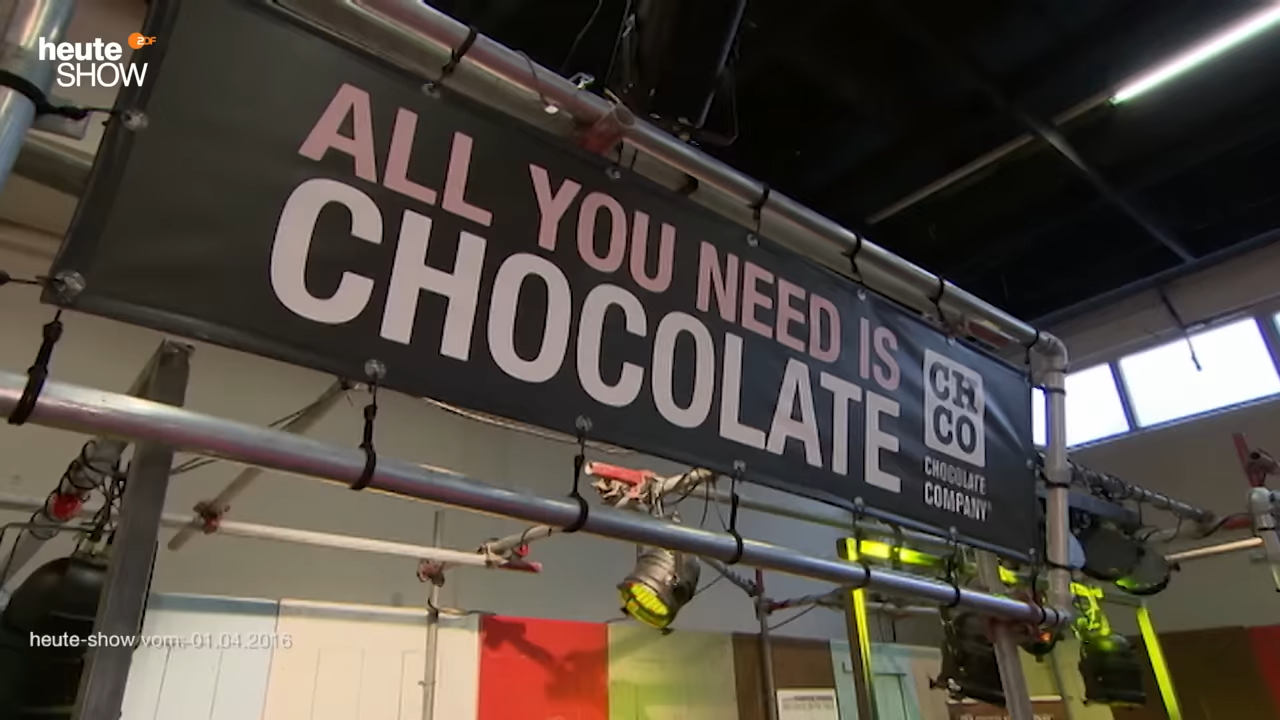 heute ZDF
SHOW
ALL YOU NEED IS
CHOCOLATE
CH
CO
CHOCOLATE
COMPANY
heute-show vom: 01.04.2016